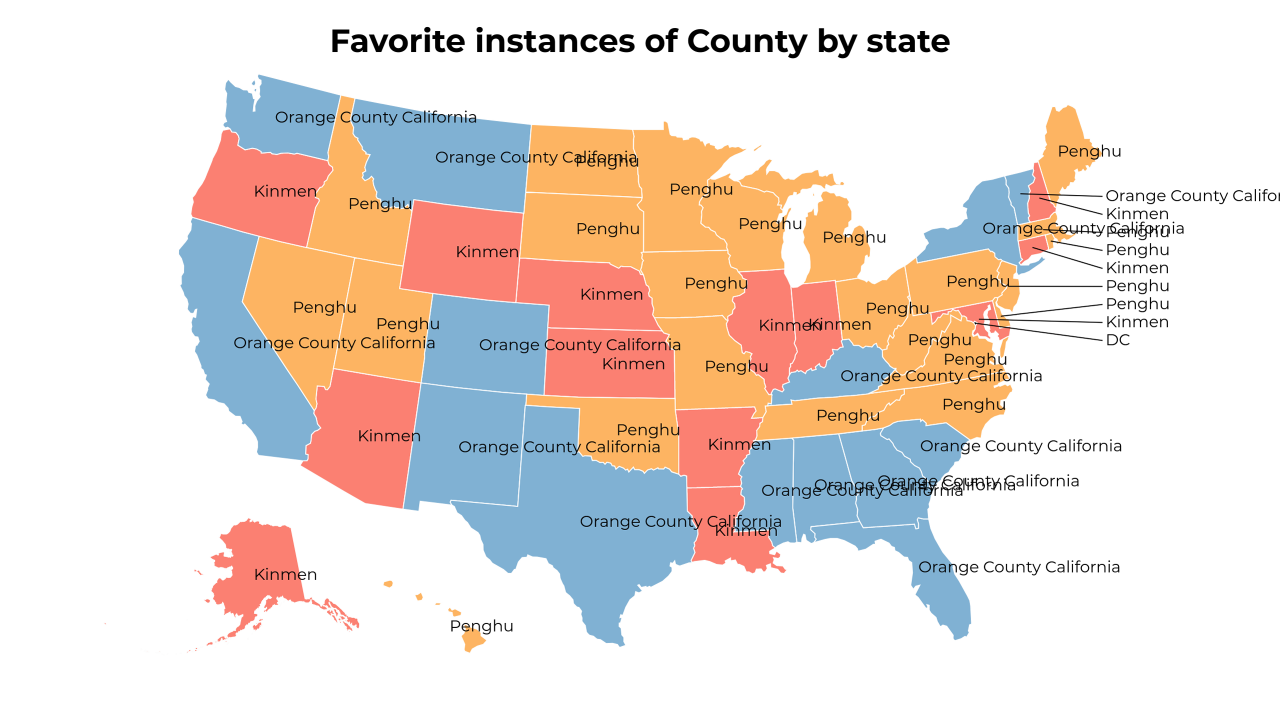 Favorite instances of County by state
Orange County California
Penghu
Orange County California
Penghu
Penghu
Kinmen
Penghu
Orange County Califor
Penghu
Kinmen
Penghu
Penghu
Orange County California
Penghu
Penghu
Kinmen
Penghu
Kinmen
Penghu
Penghu
Penghu
Kinmen
Penghu
Penghu
Penghu
Penghu
Kinmen
Kinmen
Kinmen
DC
Penghu
Orange County California
Orange County California
Penghu
Kinmen
Penghu
Orange County California
Penghu
Penghu
Kinmen
Penghu
Kinmen
Orange County California
Orange County California
Orange County California
Orange County California
Orange County California
Orange County California
Kinmen
Orange County California
Kinmen
Penghu